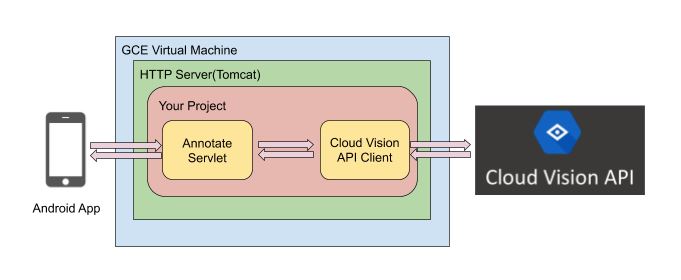 GCE Virtual Machine
HTTP Server(Tomcat)
Your Project
Annotate
Servlet
Cloud Vision
API Client
Android App
Cloud Vision API